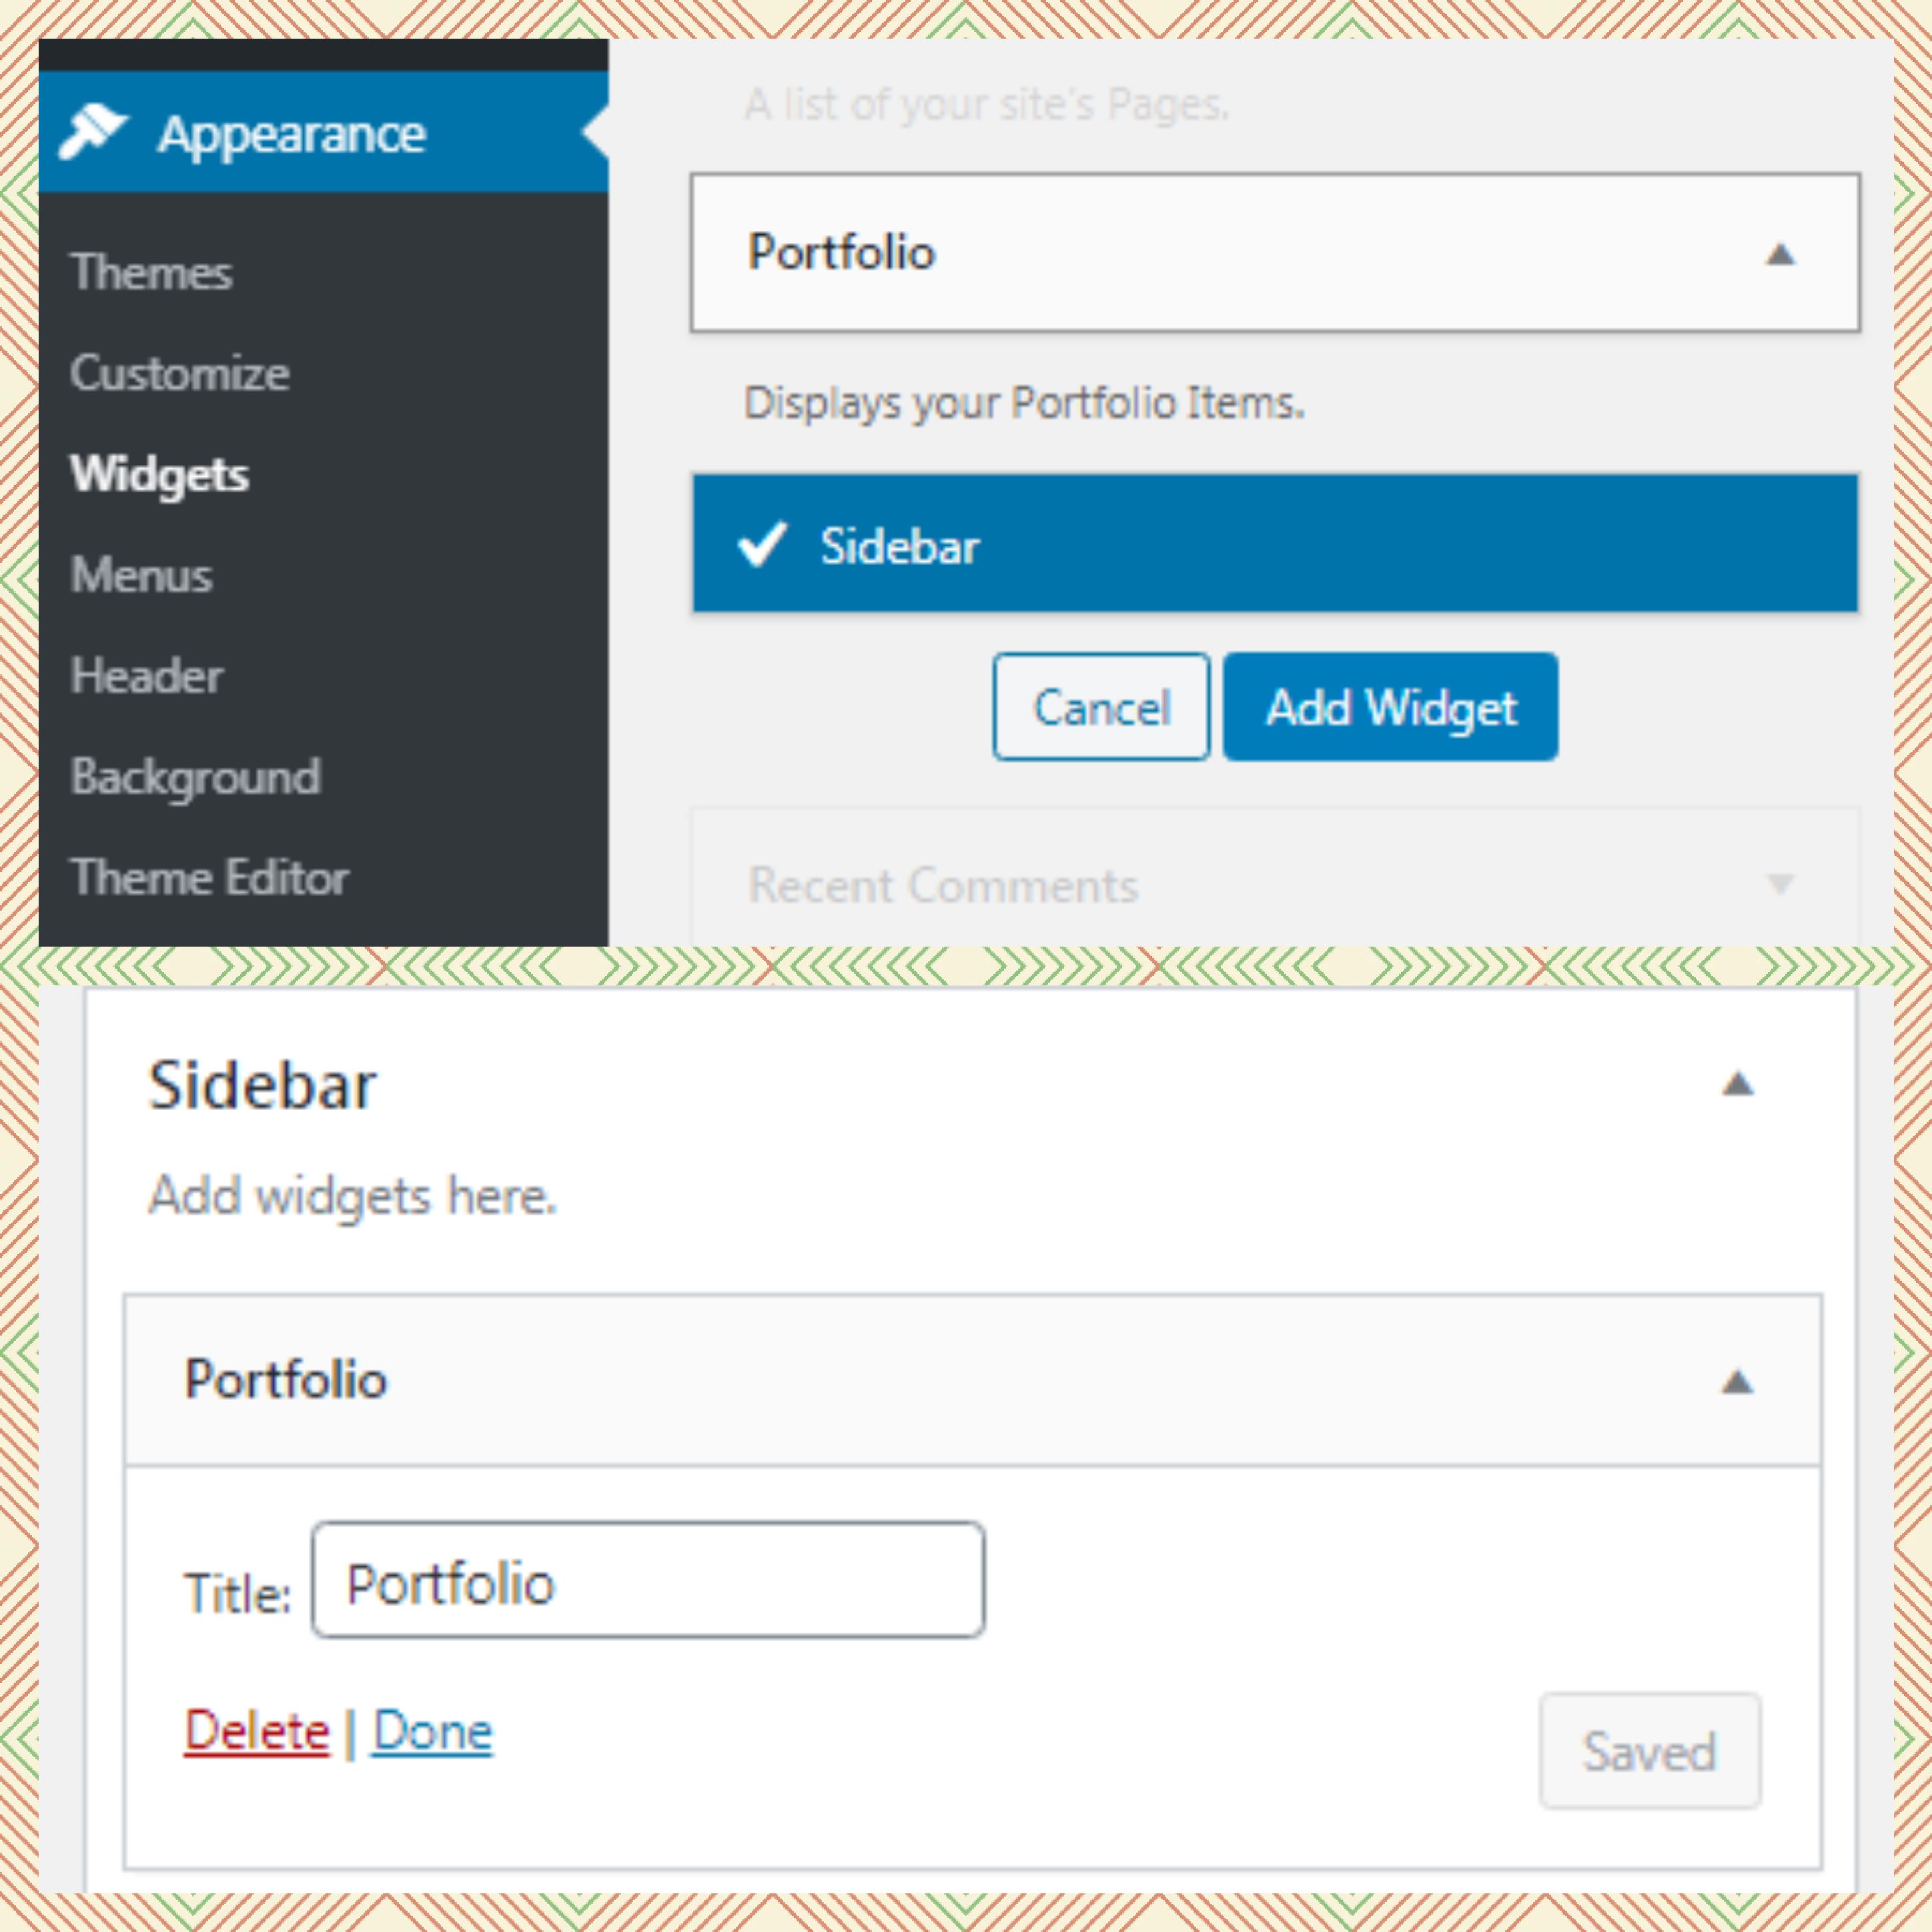 Appearance
Themes
Customize
Widgets
Menus
Header
Background
Theme Editor
A list of your site's Pages.
Portfolio
Displays your Portfolio Items.
Sidebar
Cancel Add Widget
Recent Comments
Sidebar
Add widgets here.
Portfolio
Title: Portfolio
Delete | Done
Saved